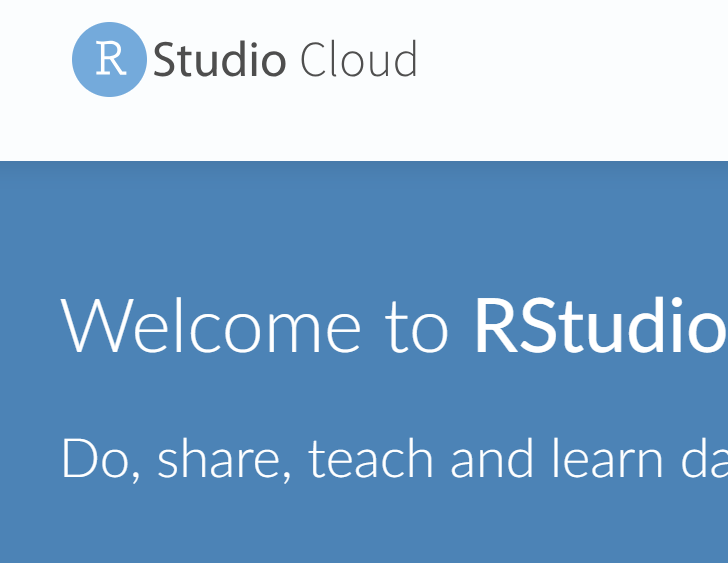 R Studio Cloud
Welcome to RStudio
Do, share, teach and learn